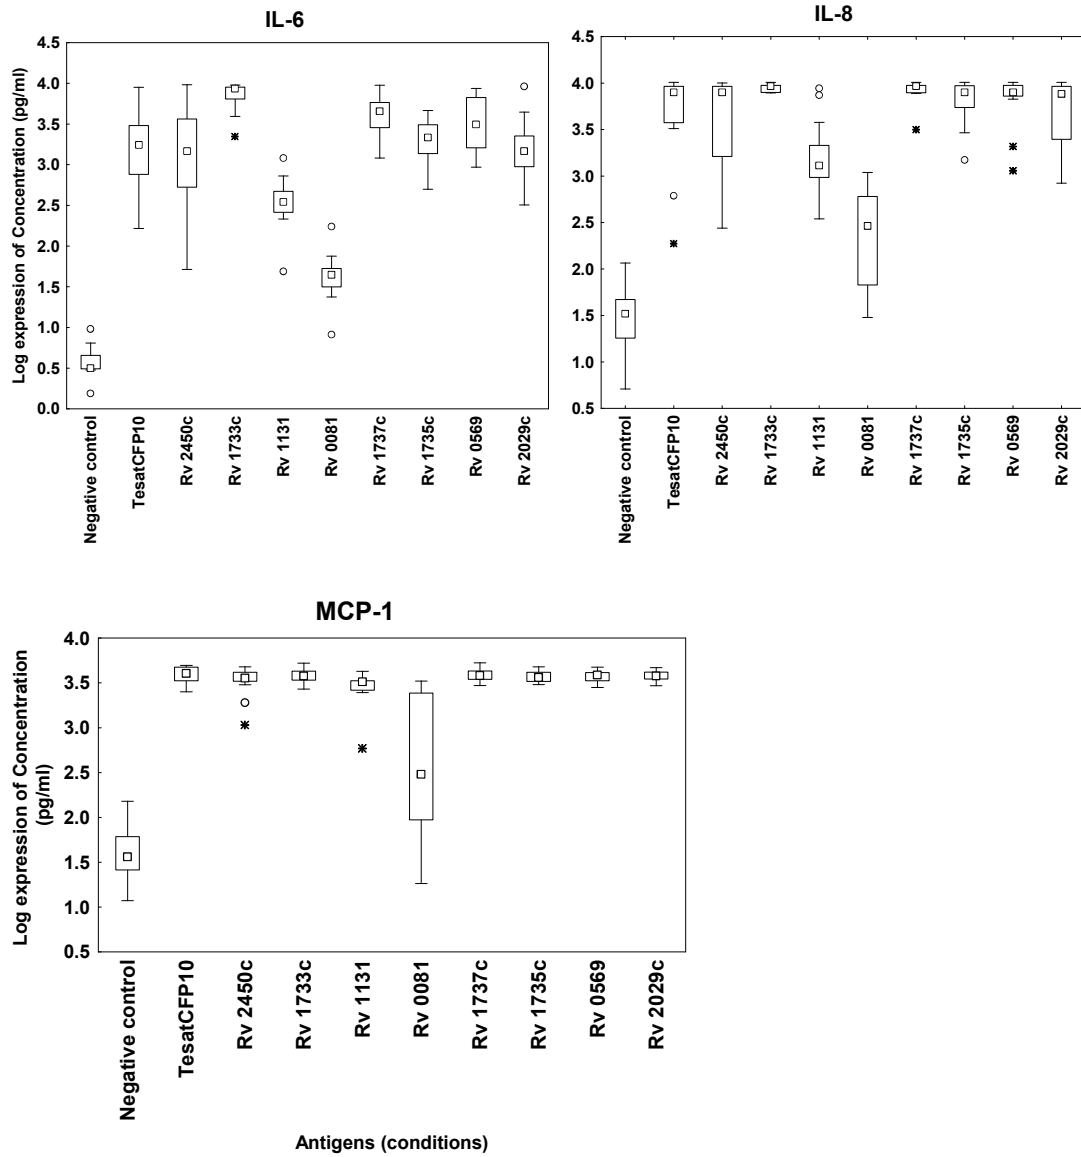 IL-6
Log expression of Concentration (pg/ml)
4.5
4.0
3.5
3.0
2.5
2.0
1.5
1.0
0.5
0.0
Negative control
TesatCFP10
Rv 2450c
Rv 1733c
Rv 1131
Rv 0081
Rv 1737c
Rv 1735c
Rv 0569
Rv 2029c
IL-8
4.5
4.0
3.5
3.0
2.5
2.0
1.5
1.0
0.5
Negative control
TesatCFP10
Rv 2450c
Rv 1733c
Rv 1131
Rv 0081
Rv 1737c
Rv 1735c
Rv 0569
Rv 2029c
MCP-1
Log expression of Concentration
(pg/ml)
4.0
3.5
3.0
2.5
2.0
1.5
1.0
0.5
Negative control
TesatCFP10
Rv 2450c
Rv 1733c
Rv 1131
Rv 0081
Rv 1737c
Rv 1735c
Rv 0569
Rv 2029c
Antigens (conditions)